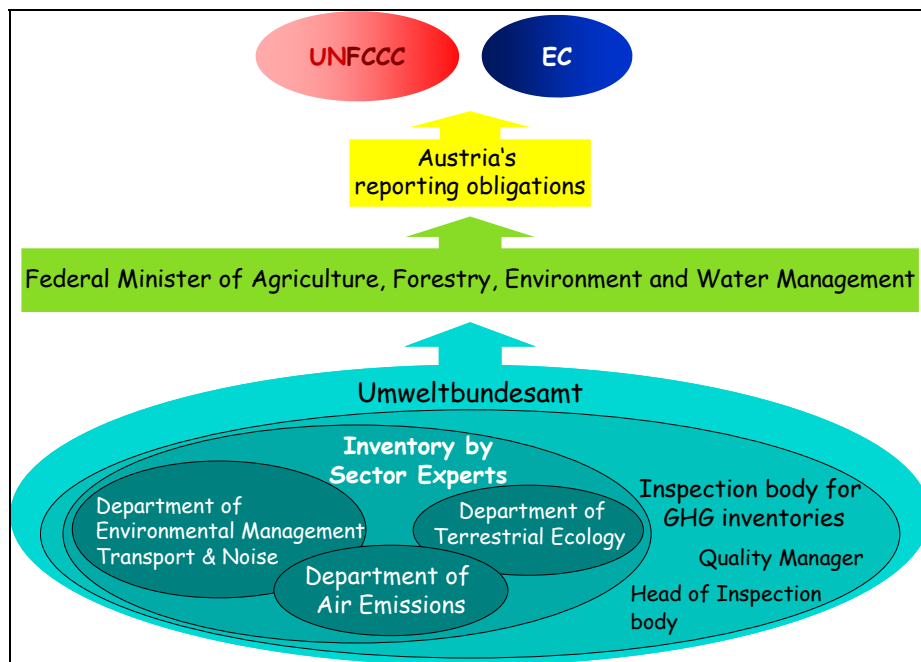 UNFCCC
EC
Austria's
reporting obligations
Federal Minister of Agriculture, Forestry, Environment and Water Management
Umweltbundesamt
Inventory by
Sector Experts
Department of
Environmental Management
Transport & Noise
Department of
Terrestrial Ecology
Department of
Air Emissions
Inspection body for
GHG inventories
Quality Manager
Head of Inspection
body